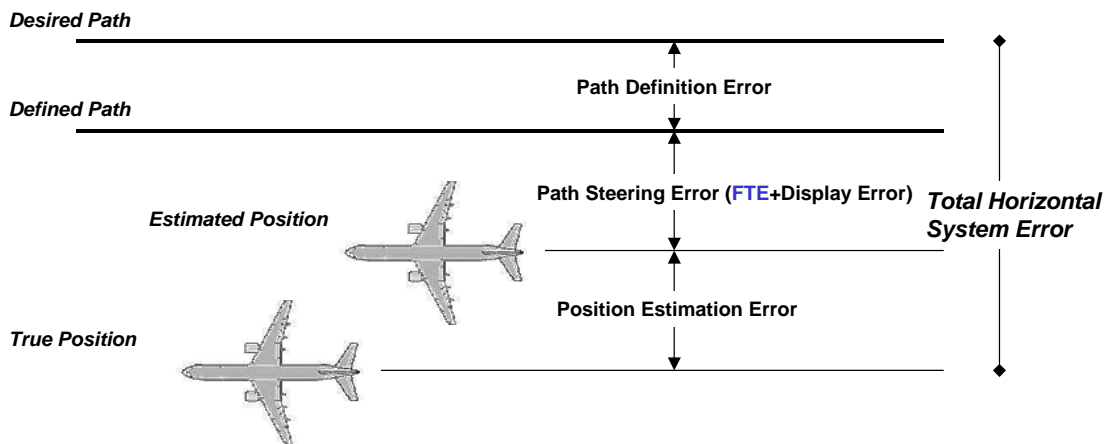 Desired Path
Path Definition Error
Defined Path
Path Steering Error (FTE+Display Error)
Total Horizontal
System Error
Estimated Position
Position Estimation Error
True Position